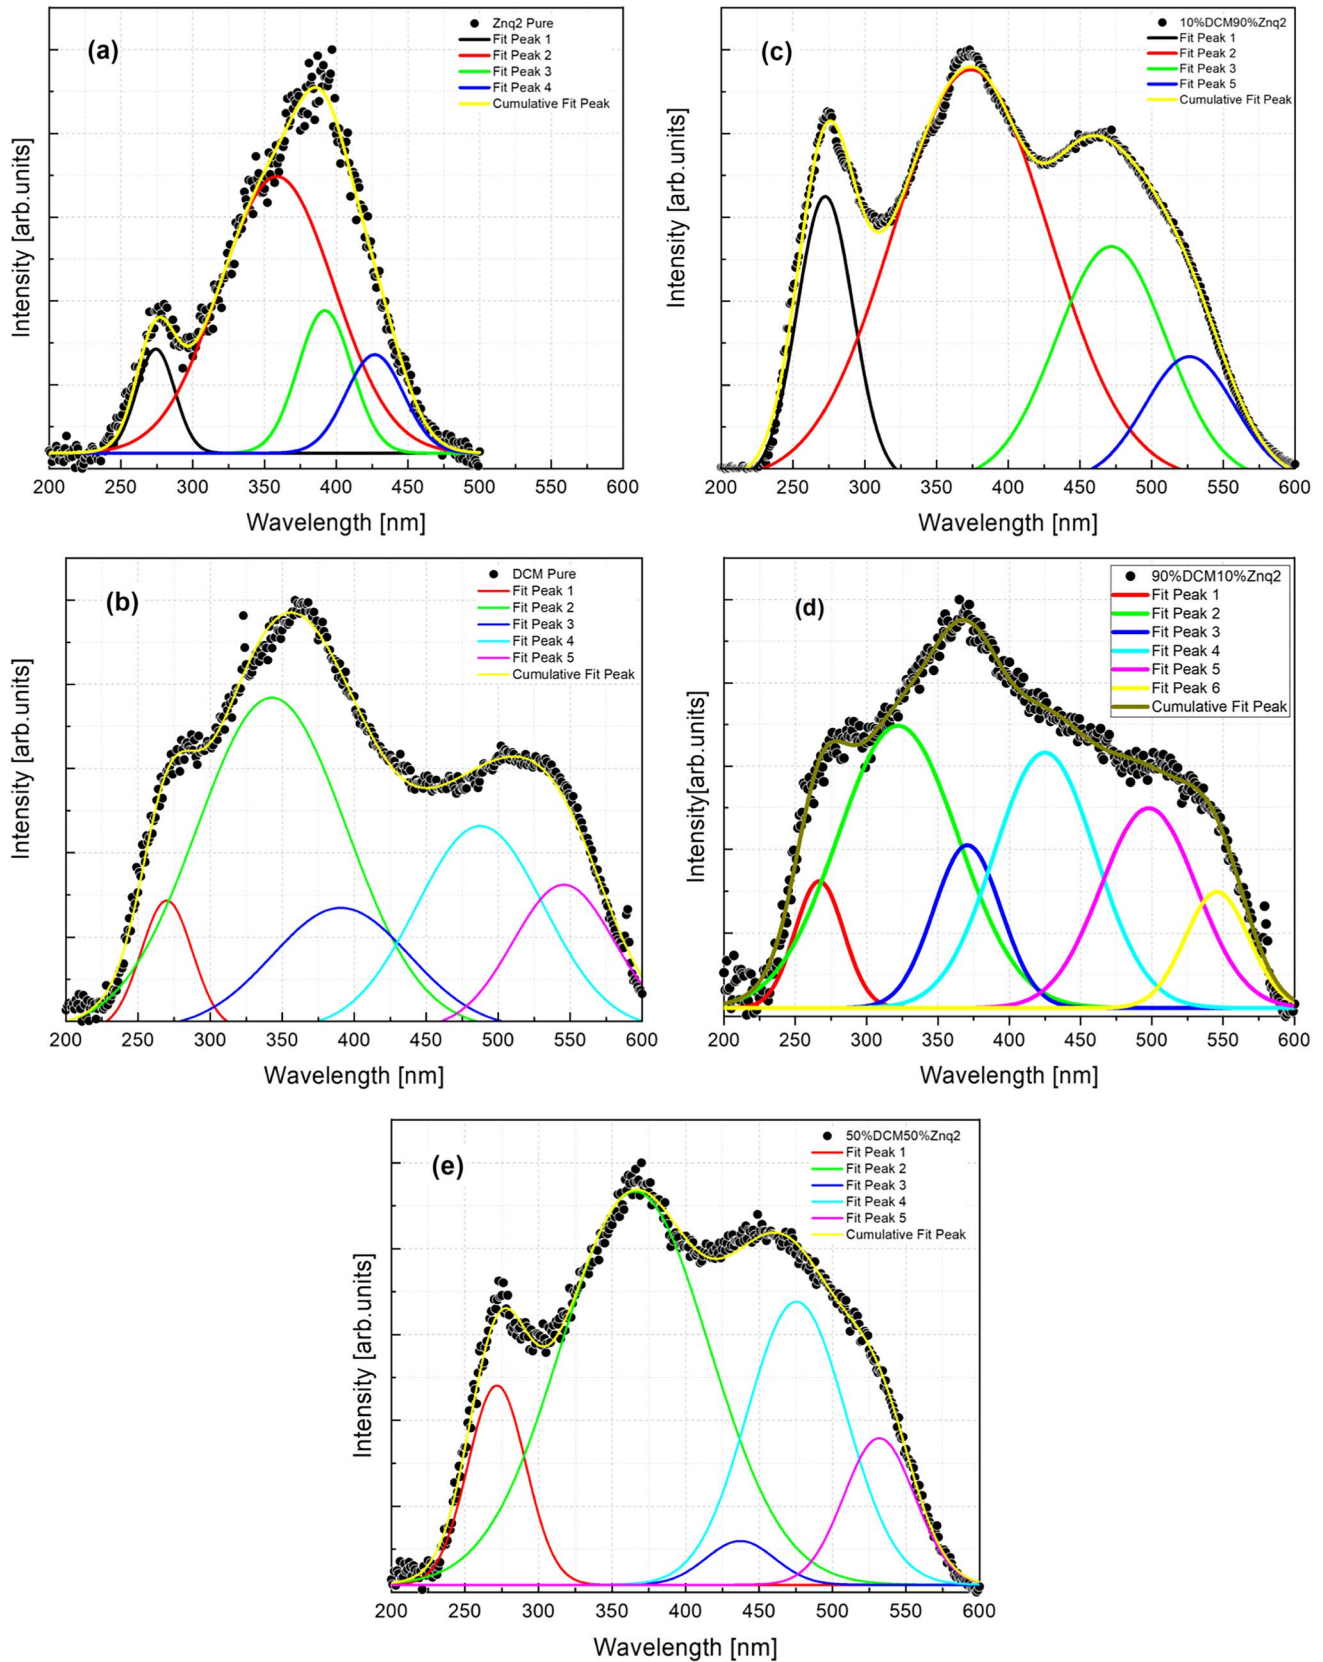 (a)
Znq2 Pure
Fit Peak 1
Fit Peak 2
Fit Peak 3
Fit Peak 4
Cumulative Fit Peak
Intensity [arb.units]
200 250 300 350 400 450 500 550 600
Wavelength [nm]
(c)
10%DCM90%Znq2
Fit Peak 1
Fit Peak 2
Fit Peak 3
Fit Peak 5
Cumulative Fit Peak
Intensity [arb.units]
200 250 300 350 400 450 500 550 600
Wavelength [nm]
(b)
DCM Pure
Fit Peak 1
Fit Peak 2
Fit Peak 3
Fit Peak 4
Fit Peak 5
Cumulative Fit Peak
Intensity [arb.units]
200 250 300 350 400 450 500 550 600
Wavelength [nm]
(d)
90%DCM10%Znq2
Fit Peak 1
Fit Peak 2
Fit Peak 3
Fit Peak 4
Fit Peak 5
Fit Peak 6
Cumulative Fit Peak
Intensity[arb.units]
200 250 300 350 400 450 500 550 600
Wavelength [nm]
(e)
50%DCM50%Znq2
Fit Peak 1
Fit Peak 2
Fit Peak 3
Fit Peak 4
Fit Peak 5
Cumulative Fit Peak
Intensity [arb.units]
200 250 300 350 400 450 500 550 600
Wavelength [nm]